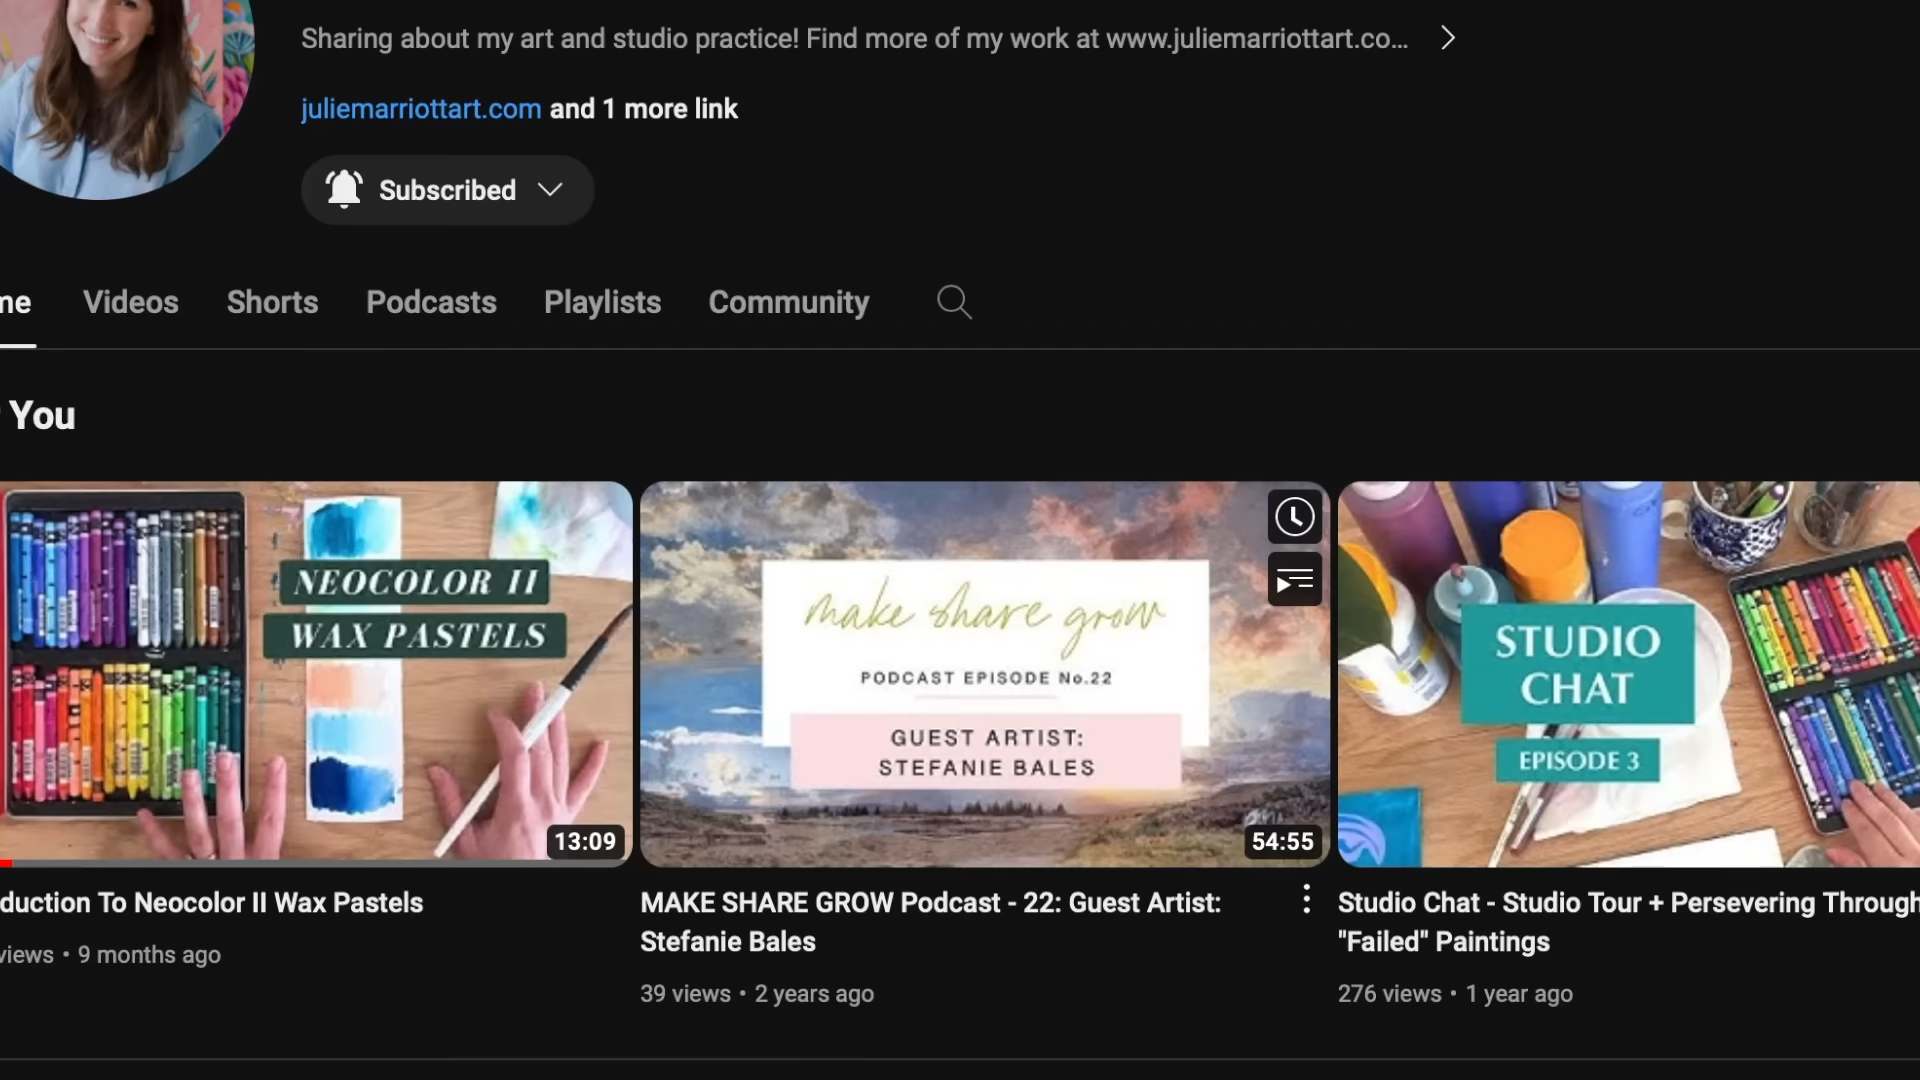 Sharing about my art and studio practice! Find more of my work at www.juliemarriottart.co...
juliemarriottart.com and 1 more link
Subscribed
me
Videos
Shorts
Podcasts
Playlists
Community
You
NEOCOLOR II
WAX PASTELS
13:09
duction To Neocolor II Wax Pastels
views • 9 months ago
make share grow
PODCAST EPISODE No.22
GUEST ARTIST:
STEFANIE BALES
54:55
MAKE SHARE GROW Podcast - 22: Guest Artist:
Stefanie Bales
39 views • 2 years ago
STUDIO
CHAT
EPISODE 3
Studio Chat - Studio Tour + Persevering Through
"Failed" Paintings
276 views • 1 year ago